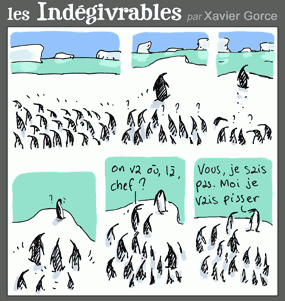 les Indégivrables par Xavier Gorce
? ? ? ?
? ?
? ?
on va où, là,
chef ?
Vous, je sais
pas. Moi je
vais pisser